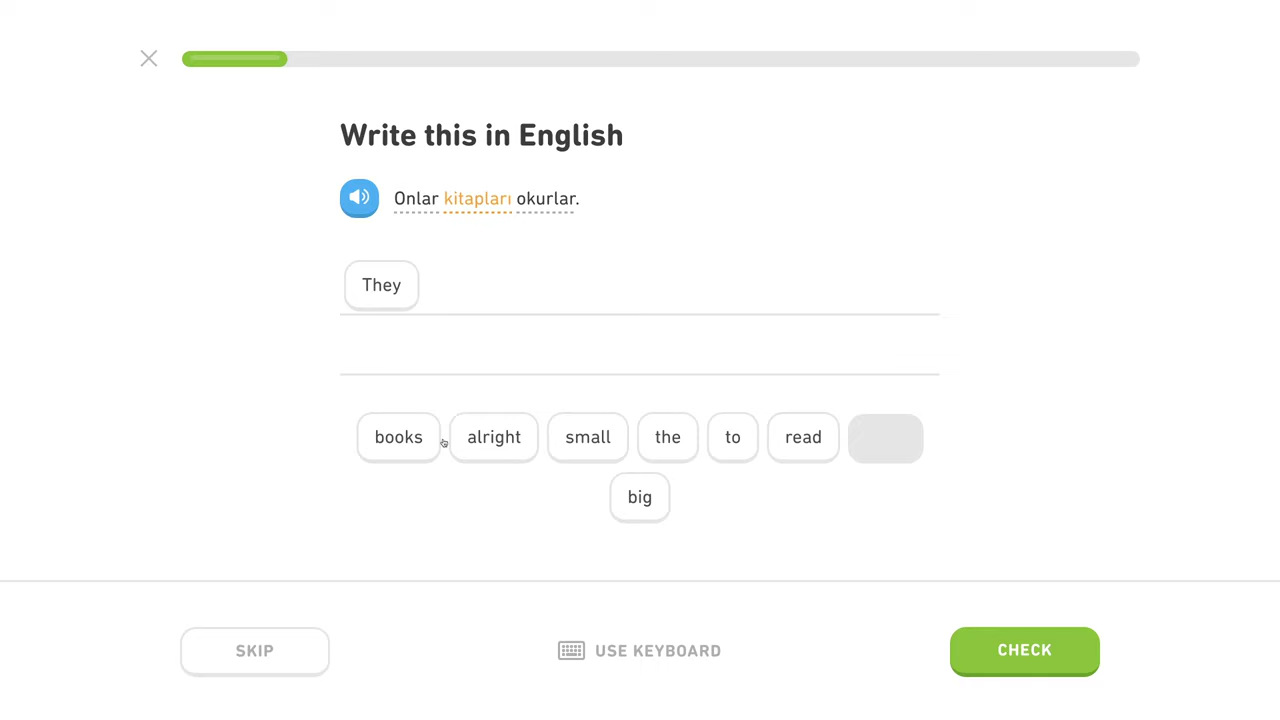 Write this in English
Onlar kitapları okurlar.
They
books alright small the to read
big
SKIP USE KEYBOARD CHECK